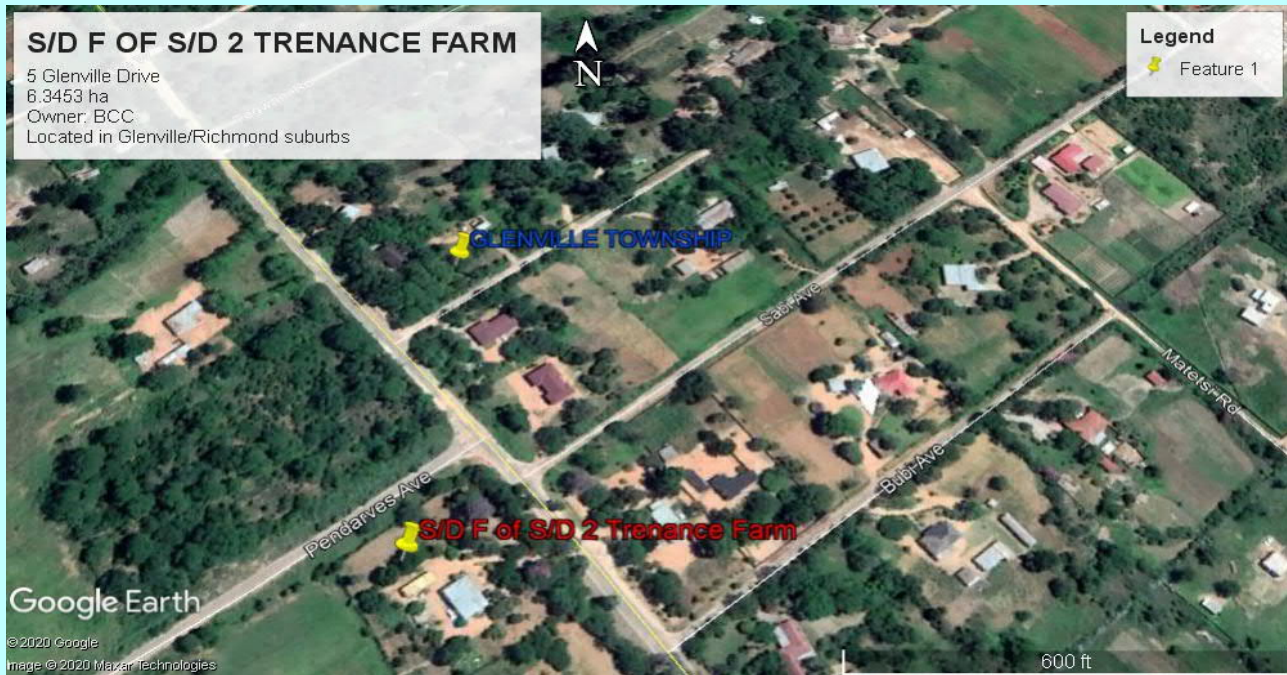 S/D F OF S/D 2 TRENANCE FARM
5 Glenville Drive
6.3453 ha
Owner: BCC
Located in Glenville/Richmond suburbs
N
Legend
Feature 1
GLENVILLE TOWNSHIP
Sabi Ave
Matetsi Rd
Bubi Ave
Pendarves Ave
S/D F of S/D 2 Trenance Farm
Google Earth
© 2020 Google
Image © 2020 Maxar Technologies
600 ft